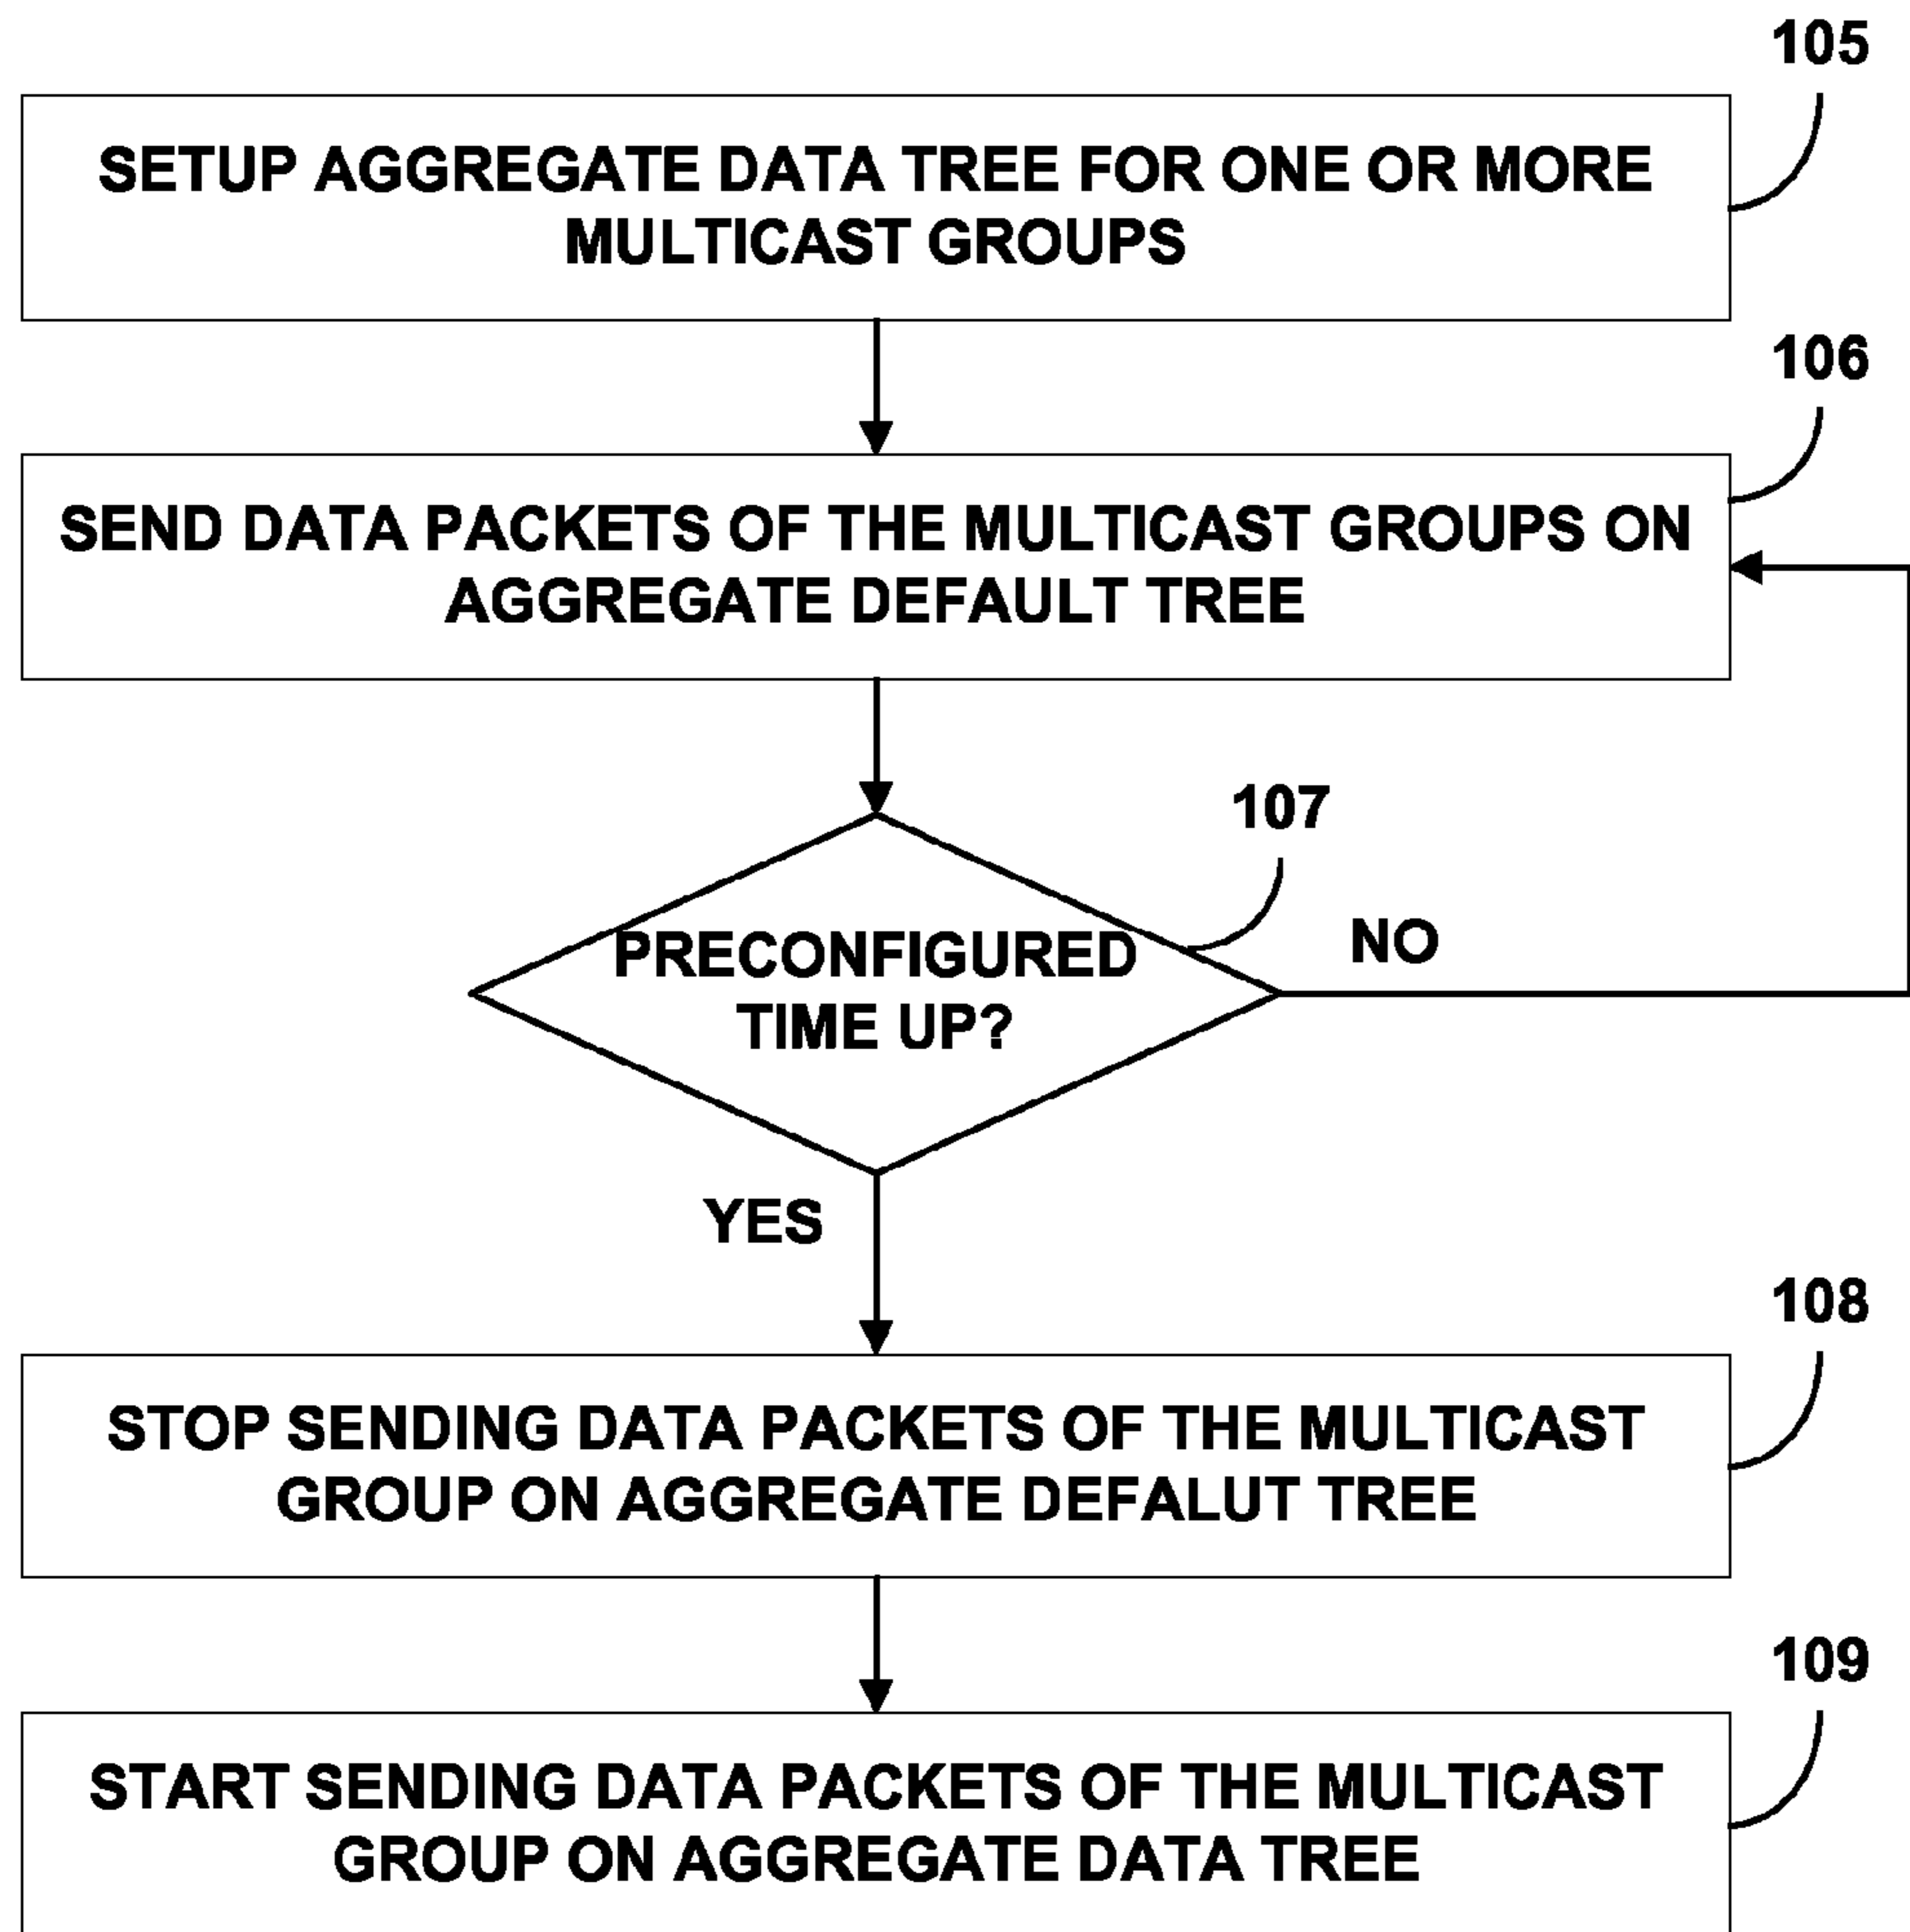 105
SETUP AGGREGATE DATA TREE FOR ONE OR MORE
MULTICAST GROUPS
106
SEND DATA PACKETS OF THE MULTICAST GROUPS ON
AGGREGATE DEFAULT TREE
107
PRECONFIGURED
TIME UP?
NO
YES
108
STOP SENDING DATA PACKETS OF THE MULTICAST
GROUP ON AGGREGATE DEFALUT TREE
109
START SENDING DATA PACKETS OF THE MULTICAST
GROUP ON AGGREGATE DATA TREE